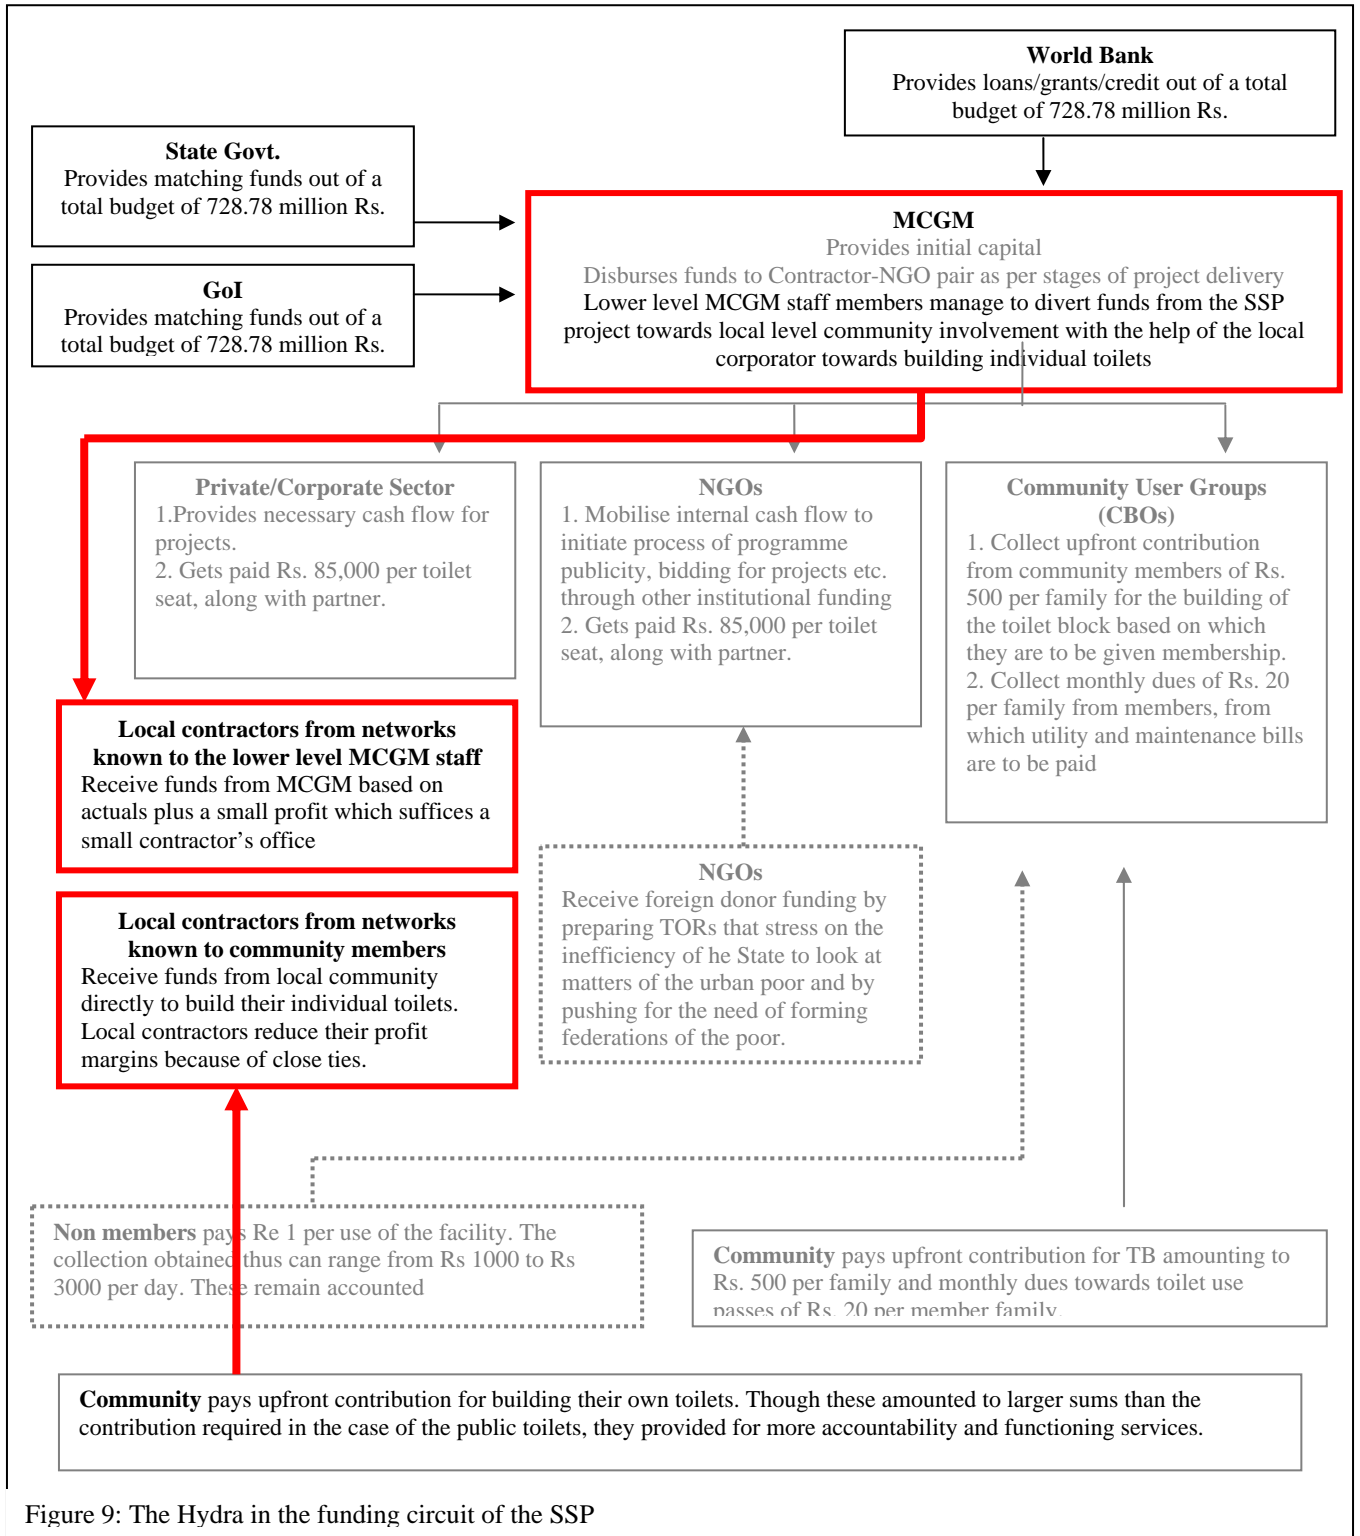 World Bank
Provides loans/grants/credit out of a total
budget of 728.78 million Rs.
State Govt.
Provides matching funds out of a
total budget of 728.78 million Rs.
MCGM
Provides initial capital
Disburses funds to Contractor-NGO pair as per stages of project delivery
Lower level MCGM staff members manage to divert funds from the SSP
project towards local level community involvement with the help of the local
corporator towards building individual toilets
GoI
Provides matching funds out of a
total budget of 728.78 million Rs.
Private/Corporate Sector
1.Provides necessary cash flow for
projects.
2. Gets paid Rs. 85,000 per toilet
seat, along with partner.
NGOs
1. Mobilise internal cash flow to
initiate process of programme
publicity, bidding for projects etc.
through other institutional funding
2. Gets paid Rs. 85,000 per toilet
seat, along with partner.
Community User Groups
(CBOs)
1. Collect upfront contribution
from community members of Rs.
500 per family for the building of
the toilet block based on which
they are to be given membership.
2. Collect monthly dues of Rs. 20
per family from members, from
which utility and maintenance bills
are to be paid
Local contractors from networks
known to the lower level MCGM staff
Receive funds from MCGM based on
actuals plus a small profit which suffices a
small contractor’s office
NGOs
Receive foreign donor funding by
preparing TORs that stress on the
inefficiency of he State to look at
matters of the urban poor and by
pushing for the need of forming
federations of the poor.
Local contractors from networks
known to community members
Receive funds from local community
directly to build their individual toilets.
Local contractors reduce their profit
margins because of close ties.
Non members pays Re 1 per use of the facility. The
collection obtained thus can range from Rs 1000 to Rs
3000 per day. These remain accounted
Community pays upfront contribution for TB amounting to
Rs. 500 per family and monthly dues towards toilet use
passes of Rs. 20 per member family.
Community pays upfront contribution for building their own toilets. Though these amounted to larger sums than the
contribution required in the case of the public toilets, they provided for more accountability and functioning services.
Figure 9: The Hydra in the funding circuit of the SSP